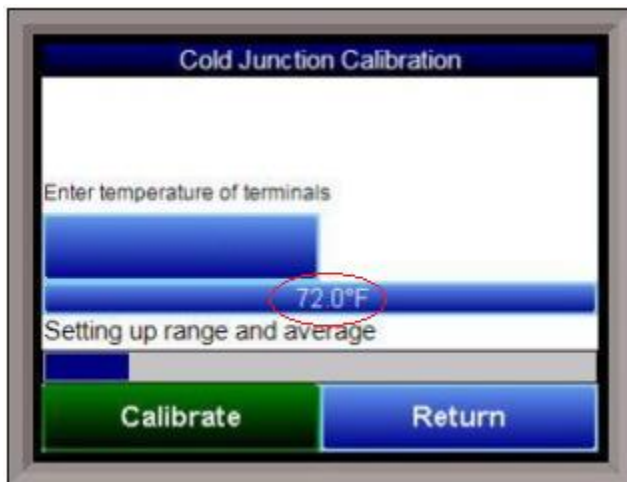 Cold Junction Calibration
Enter temperature of terminals
72.0°F
Setting up range and average
Calibrate Return